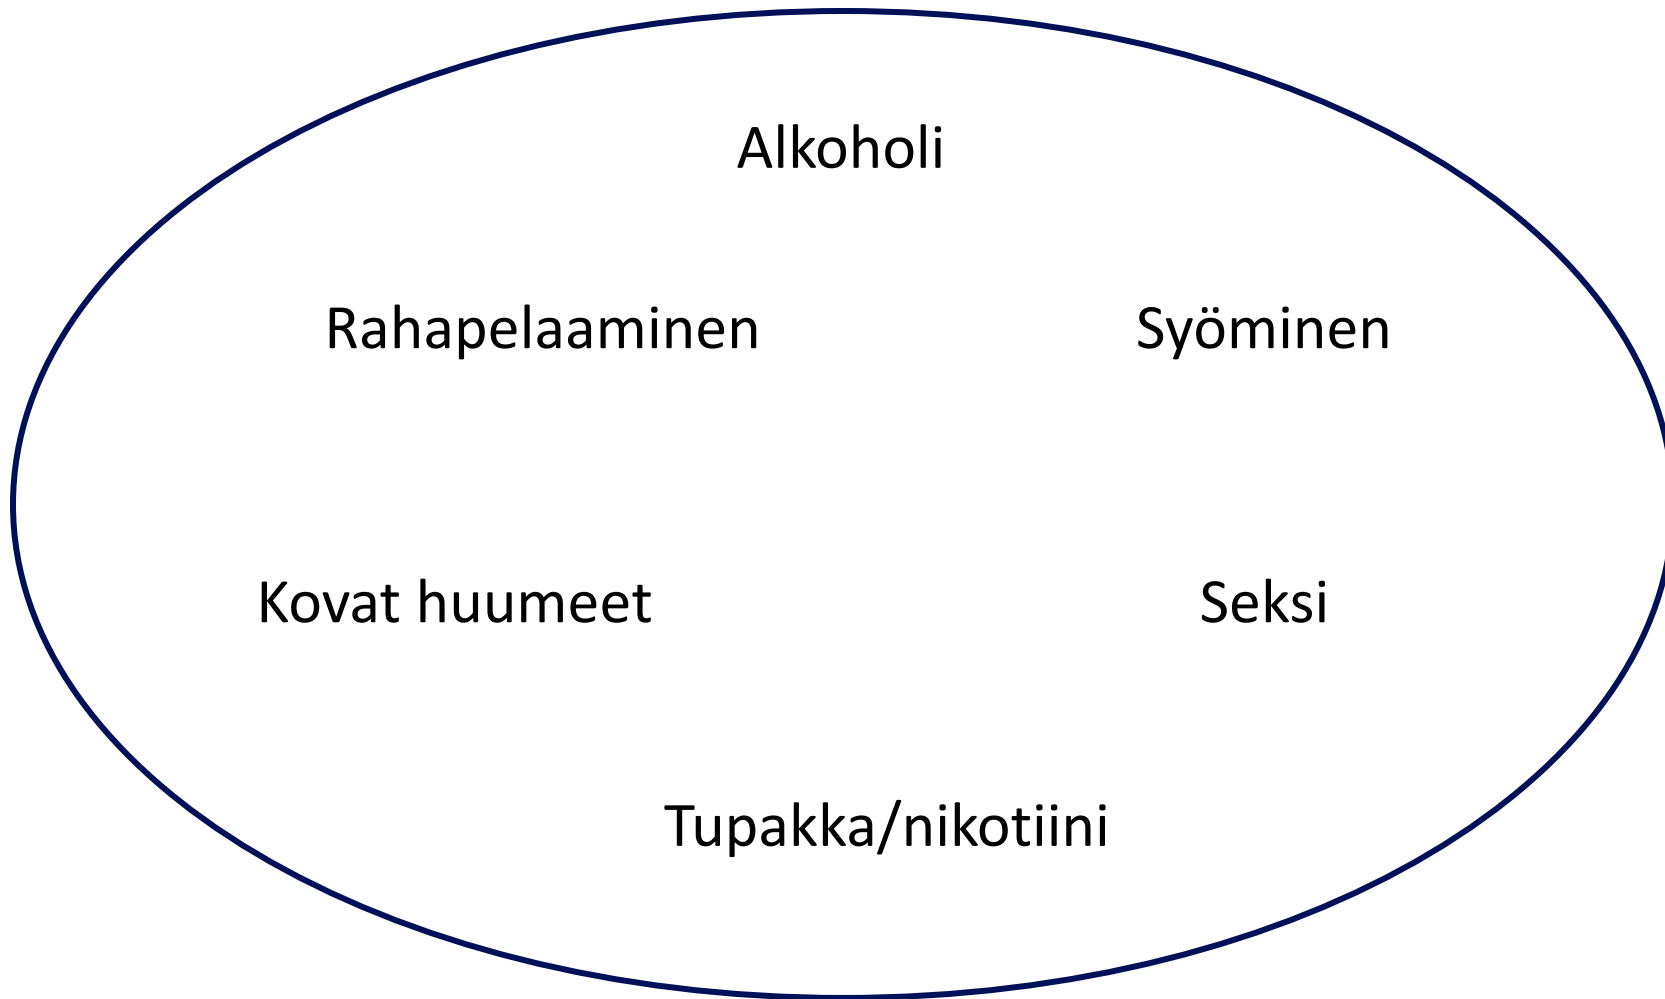 Alkoholi
Rahapelaaminen
Syöminen
Kovat huumeet
Seksi
Tupakka/nikotiini